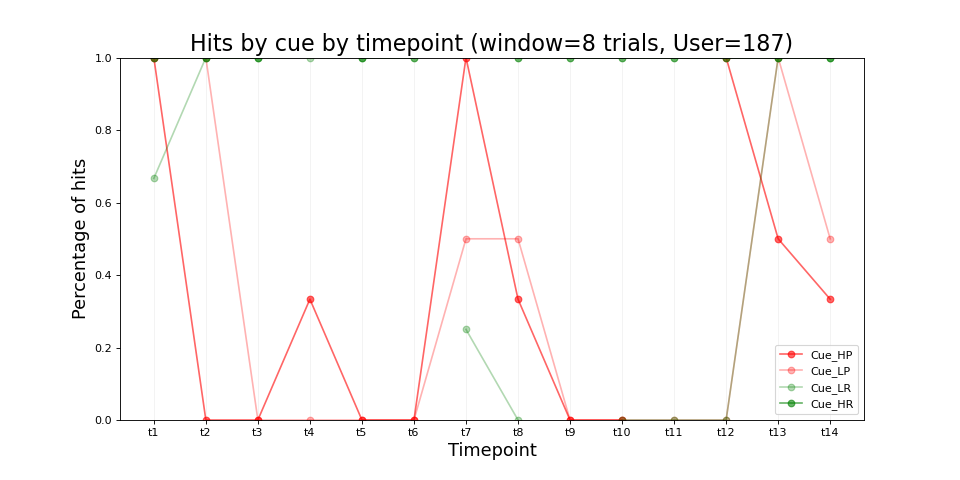 Hits by cue by timepoint (window=8 trials, User=187)
Percentage of hits
1.0
0.8
0.6
0.4
0.2
0.0
t1 t2 t3 t4 t5 t6 t7 t8 t9 t10 t11 t12 t13 t14
Timepoint
Cue_HP
Cue_LP
Cue_LR
Cue_HR